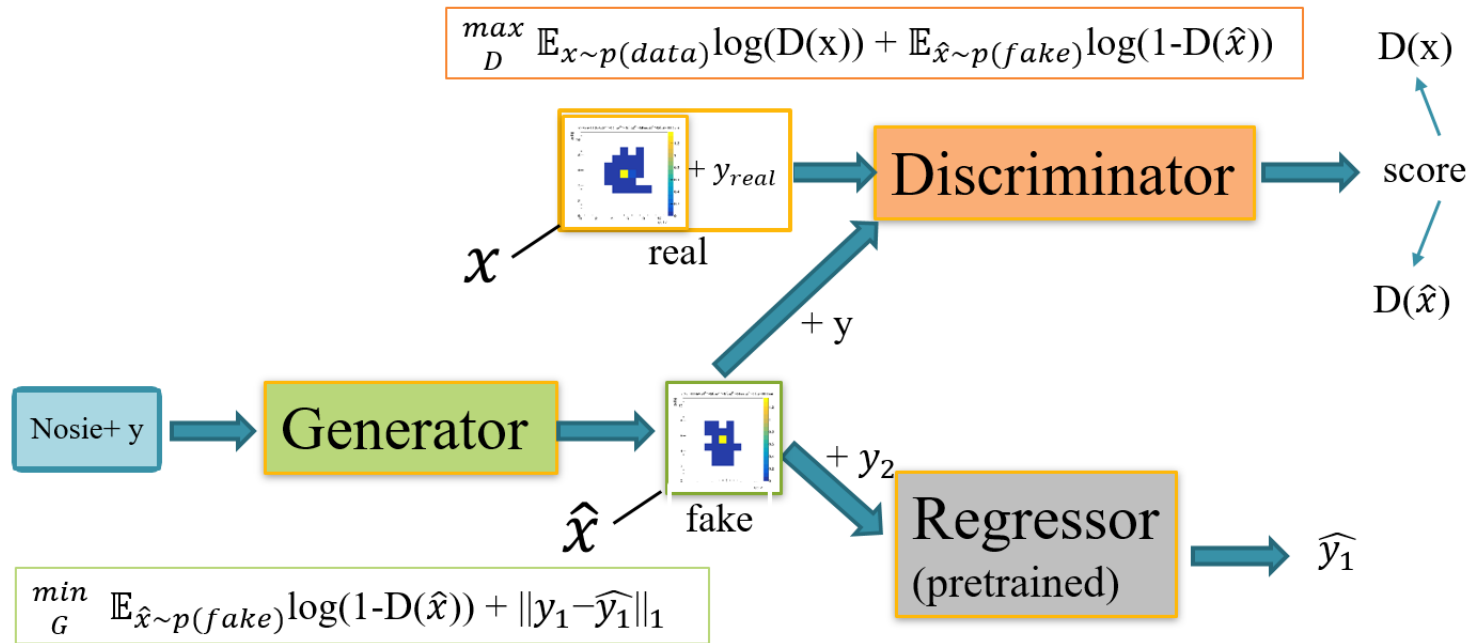 max D 𝔼x~p(data)log(D(x)) + 𝔼x̂~p(fake)log(1-D(x̂))
D(x)
+ y_real
Discriminator
score
real
x
D(x̂)
+ y
Nosie+ y
Generator
+ y₂
x̂
fake
Regressor
(pretrained)
ŷ₁
min G 𝔼x̂~p(fake)log(1-D(x̂)) + ||y₁−ŷ₁||₁